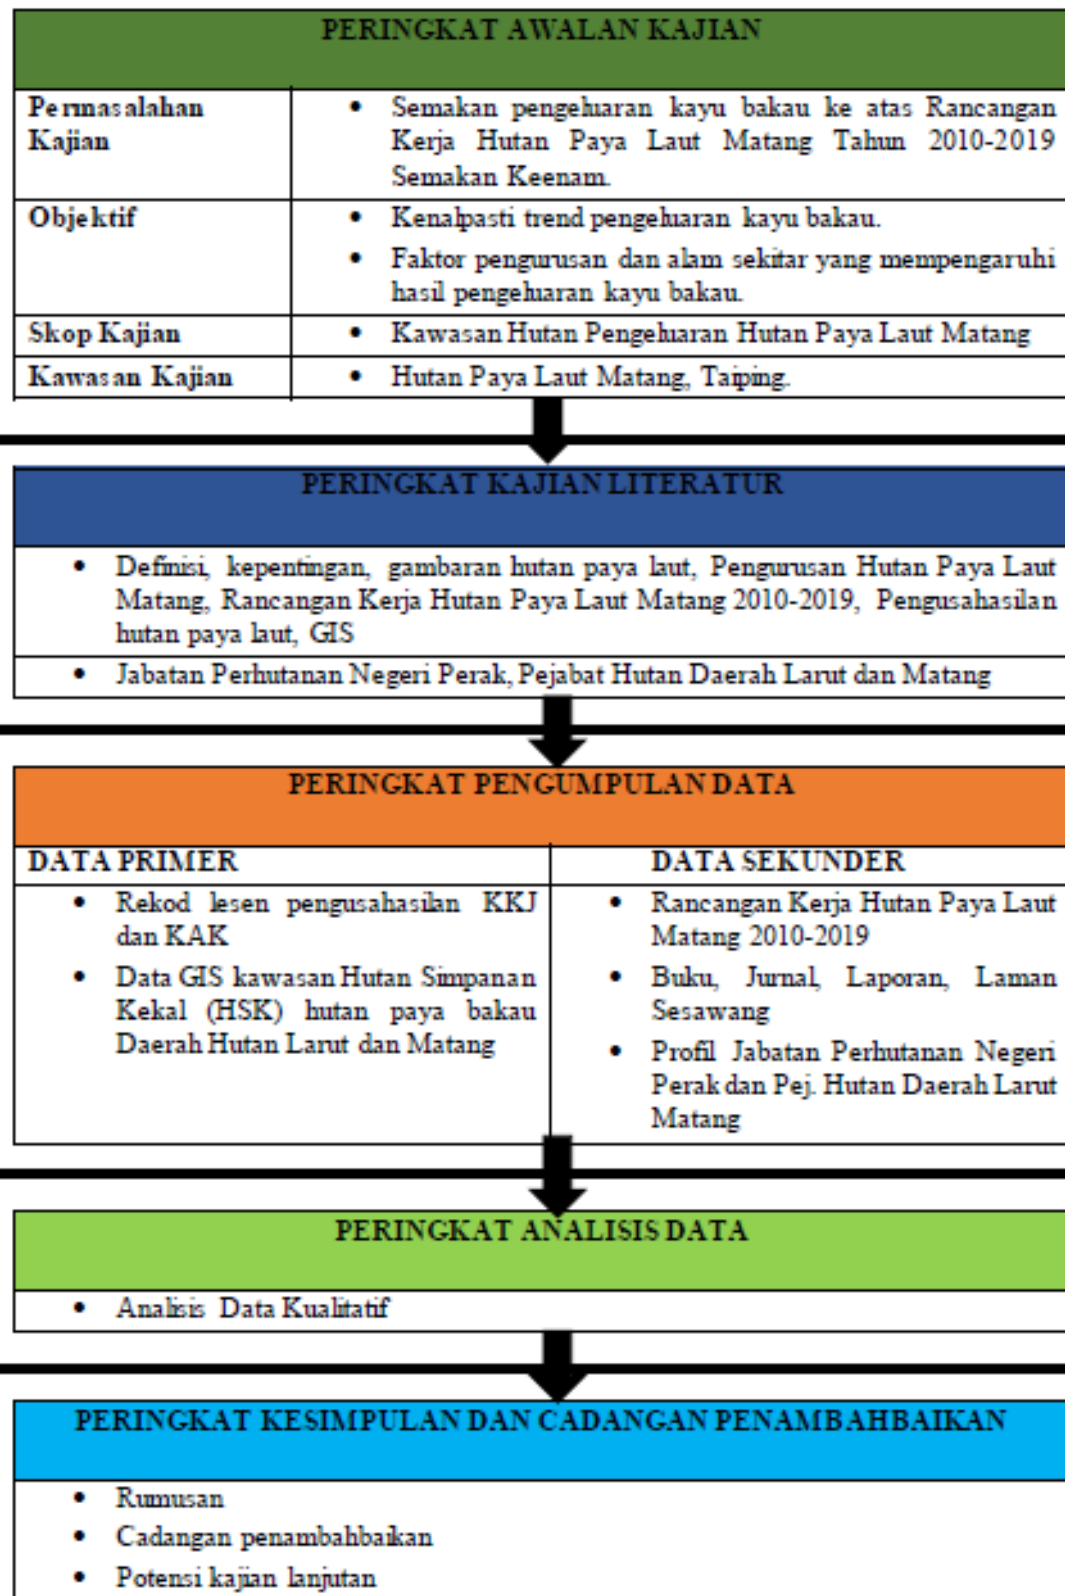 PERINGKAT AWALAN KAJIAN
Permasalahan
Kajian
• Semakan pengeluaran kayu bakau ke atas Rancangan
Kerja Hutan Paya Laut Matang Tahun 2010-2019
Semakan Keenam.
Objektif
• Kenalpasti trend pengeluaran kayu bakau.
• Faktor pengurusan dan alam sekitar yang mempengaruhi
hasil pengeluaran kayu bakau.
Skop Kajian
• Kawasan Hutan Pengeluaran Hutan Paya Laut Matang
Kawasan Kajian
• Hutan Paya Laut Matang, Taiping.
PERINGKAT KAJIAN LITERATUR
• Definisi, kepentingan, gambaran hutan paya laut, Pengurusan Hutan Paya Laut
Matang, Rancangan Kerja Hutan Paya Laut Matang 2010-2019, Pengusahasilan
hutan paya laut, GIS
• Jabatan Perhutanan Negeri Perak, Pejabat Hutan Daerah Larut dan Matang
PERINGKAT PENGUMPULAN DATA
DATA PRIMER
• Rekod lesen pengusahasilan KKJ
dan KAK
• Data GIS kawasan Hutan Simpanan
Kekal (HSK) hutan paya bakau
Daerah Hutan Larut dan Matang
DATA SEKUNDER
• Rancangan Kerja Hutan Paya Laut
Matang 2010-2019
• Buku, Jurnal, Laporan, Laman
Sesawang
• Profil Jabatan Perhutanan Negeri
Perak dan Pej. Hutan Daerah Larut
Matang
PERINGKAT ANALISIS DATA
• Analisis Data Kualitatif
PERINGKAT KESIMPULAN DAN CADANGAN PENAMBAHBAIKAN
• Rumusan
• Cadangan penambahbaikan
• Potensi kajian lanjutan